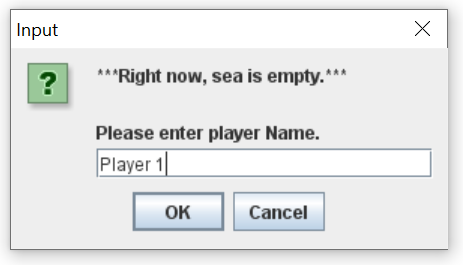 Input
***Right now, sea is empty.***
Please enter player Name.
Player 1
OK
Cancel